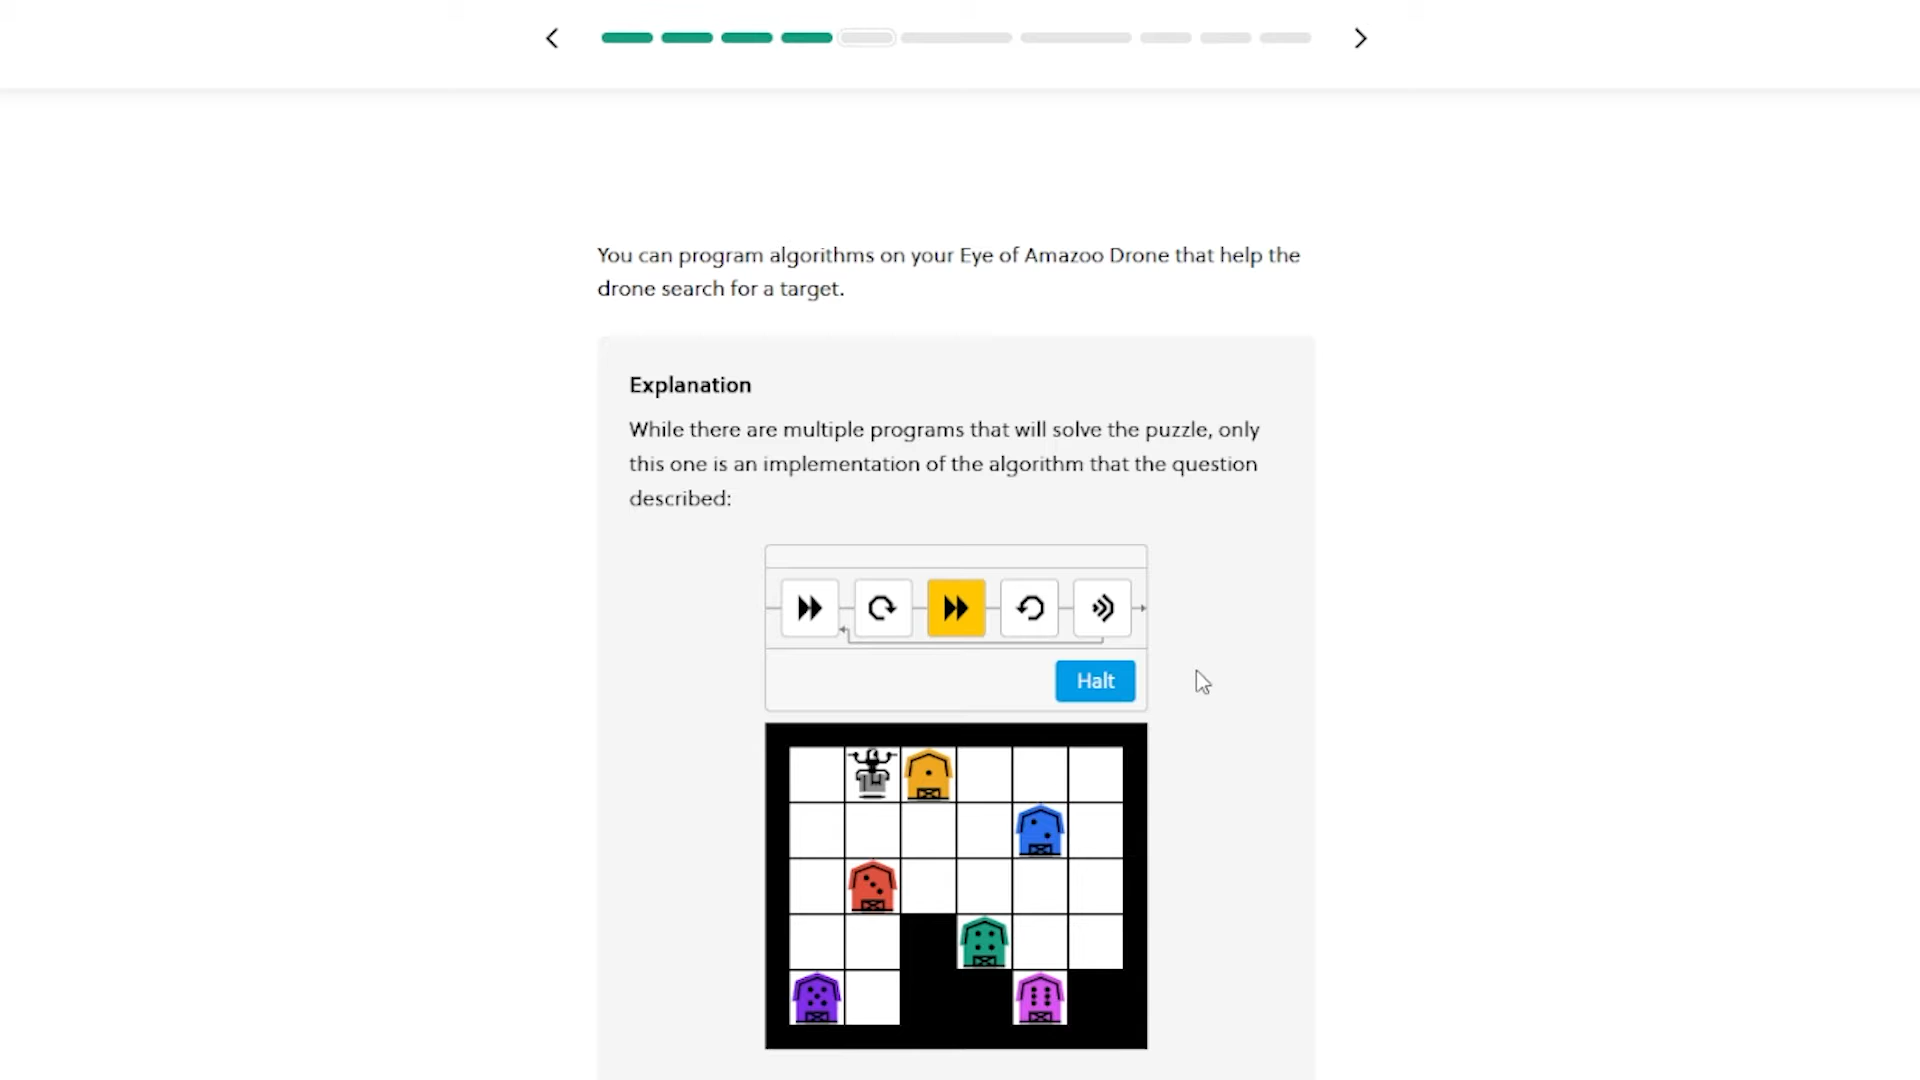 You can program algorithms on your Eye of Amazoo Drone that help the
drone search for a target.
Explanation
While there are multiple programs that will solve the puzzle, only
this one is an implementation of the algorithm that the question
described:
Halt